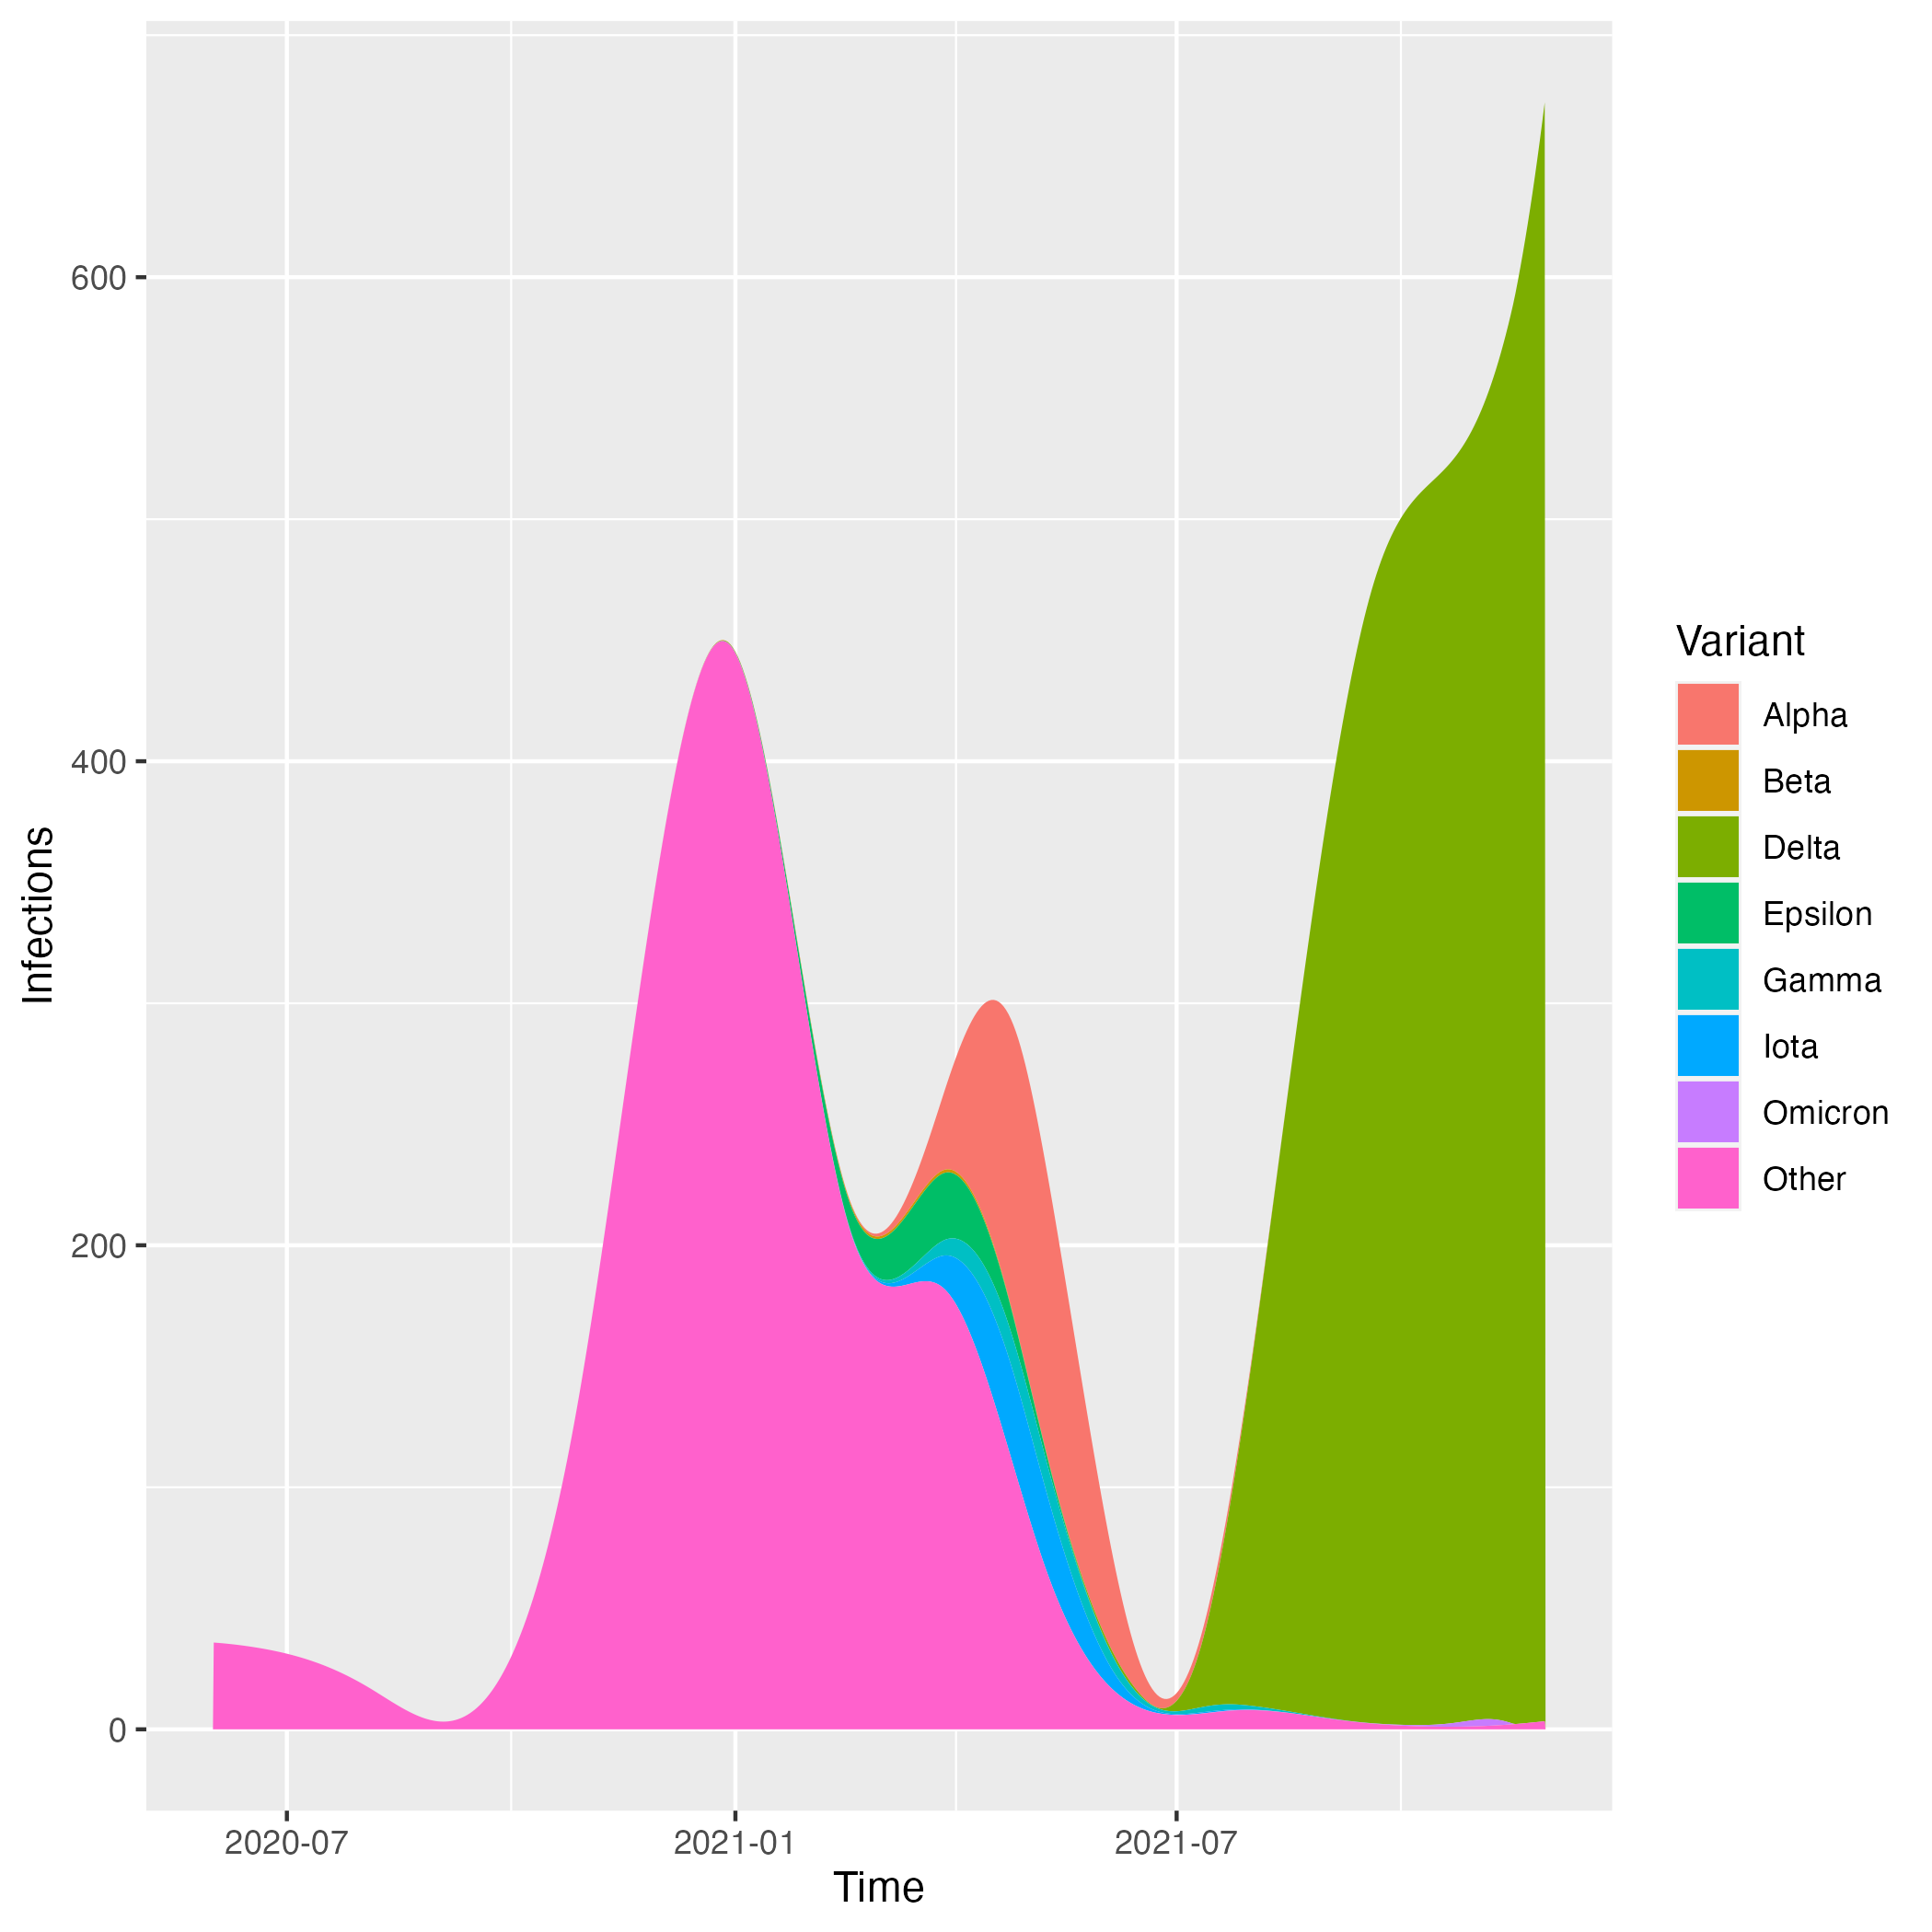 600
400
200
0
Infections
2020-07
2021-01
2021-07
Time
Variant
Alpha
Beta
Delta
Epsilon
Gamma
Iota
Omicron
Other